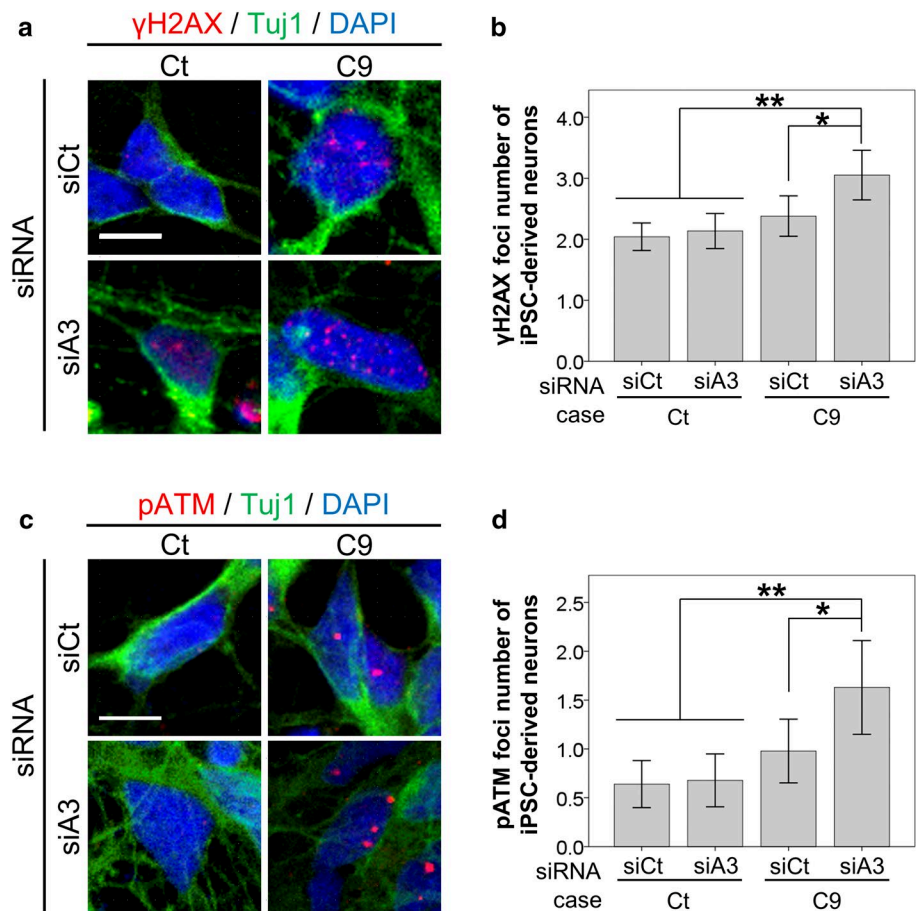 a
γH2AX / Tuj1 / DAPI
Ct C9
siRNA
siCt
siA3
b
γH2AX foci number of
iPSC-derived neurons
4.0
3.0
2.0
1.0
0.0
** 
*
siRNA siCt siA3 siCt siA3
case Ct C9
c
pATM / Tuj1 / DAPI
Ct C9
siRNA
siCt
siA3
d
pATM foci number of
iPSC-derived neurons
2.5
2.0
1.5
1.0
0.5
0.0
**
*
siRNA siCt siA3 siCt siA3
case Ct C9